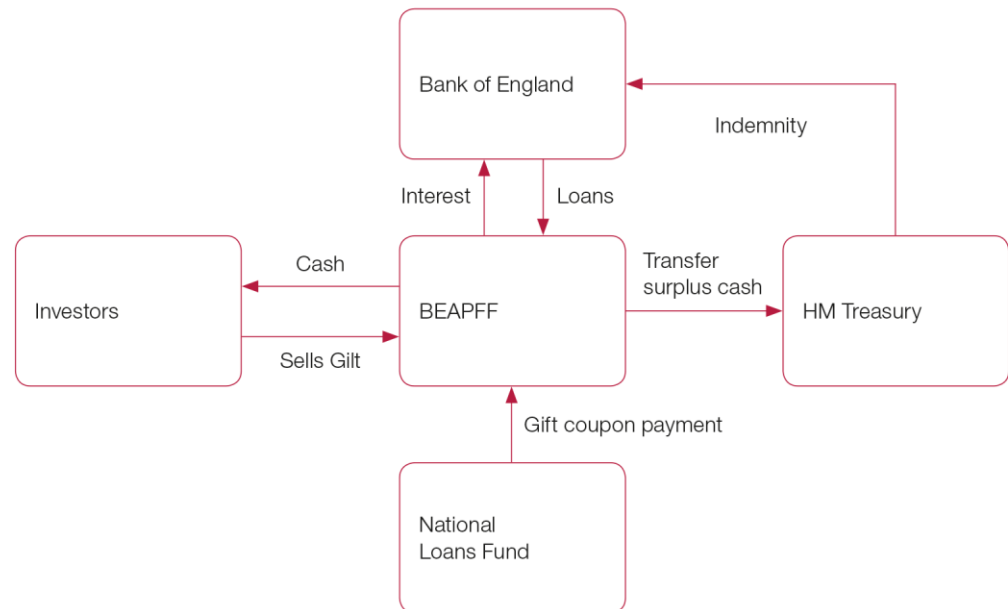 Bank of England
Indemnity
Interest
Loans
Cash
Transfer
surplus cash
Investors
BEAPFF
HM Treasury
Sells Gilt
Gift coupon payment
National
Loans Fund